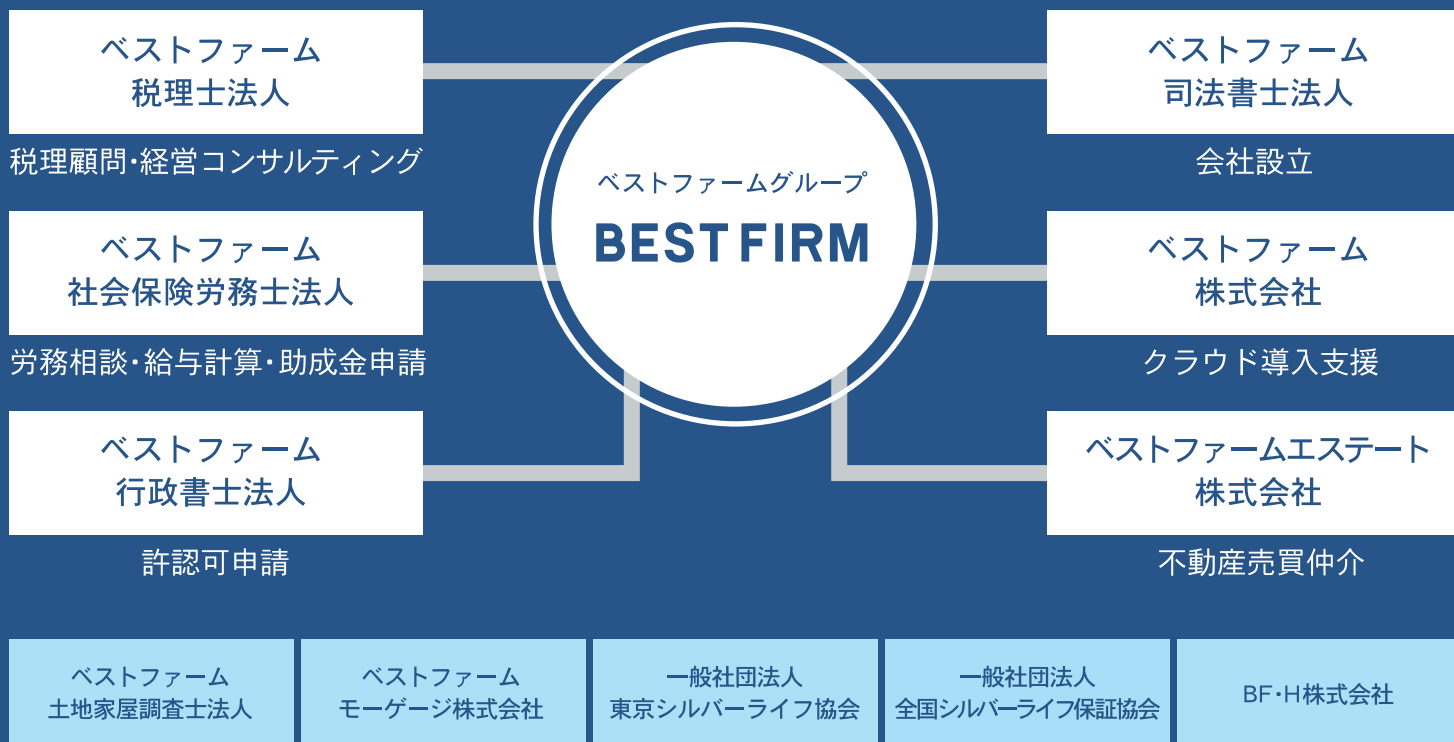 ベストファーム
税理士法人
税理顧問・経営コンサルティング
ベストファーム
社会保険労務士法人
労務相談・給与計算・助成金申請
ベストファーム
行政書士法人
許認可申請
ベストファームグループ
BEST FIRM
ベストファーム
司法書士法人
会社設立
ベストファーム
株式会社
クラウド導入支援
ベストファームエステート
株式会社
不動産売買仲介
ベストファーム
土地家屋調査士法人
ベストファーム
モーゲージ株式会社
一般社団法人
東京シルバーライフ協会
一般社団法人
全国シルバーライフ保証協会
BF・H株式会社